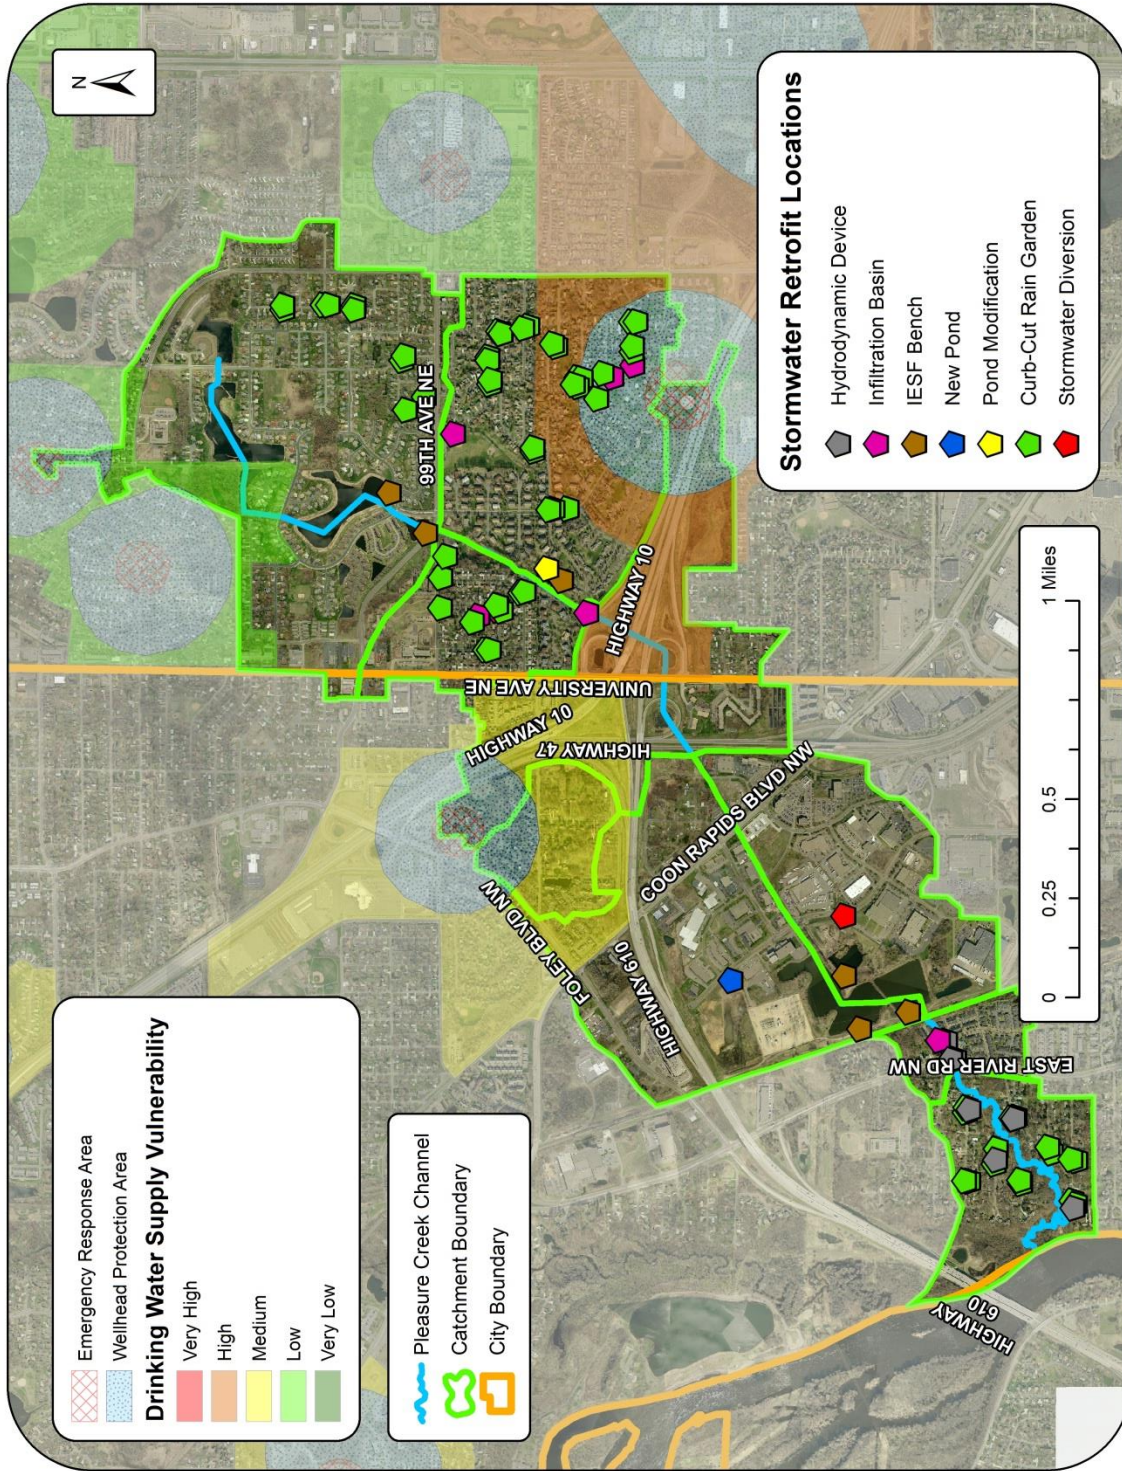 Emergency Response Area
Wellhead Protection Area
Drinking Water Supply Vulnerability
Very High
High
Medium
Low
Very Low
Pleasure Creek Channel
Catchment Boundary
City Boundary
N
99TH AVE NE
HIGHWAY 10
UNIVERSITY AVE NE
HIGHWAY 10
HIGHWAY 47
FOLEY BLVD NW
COON RAPIDS BLVD NW
HIGHWAY 610
EAST RIVER RD NW
HIGHWAY
610
0 0.25 0.5 1 Miles
Stormwater Retrofit Locations
Hydrodynamic Device
Infiltration Basin
IESF Bench
New Pond
Pond Modification
Curb-Cut Rain Garden
Stormwater Diversion